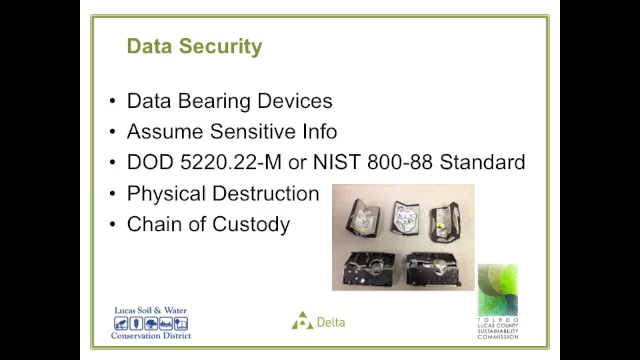 Data Security
• Data Bearing Devices
• Assume Sensitive Info
• DOD 5220.22-M or NIST 800-88 Standard
• Physical Destruction
• Chain of Custody
Lucas Soil & Water
Conservation District
Delta
TOLEDO
LUCAS COUNTY
SUSTAINABILITY
COMMISSION